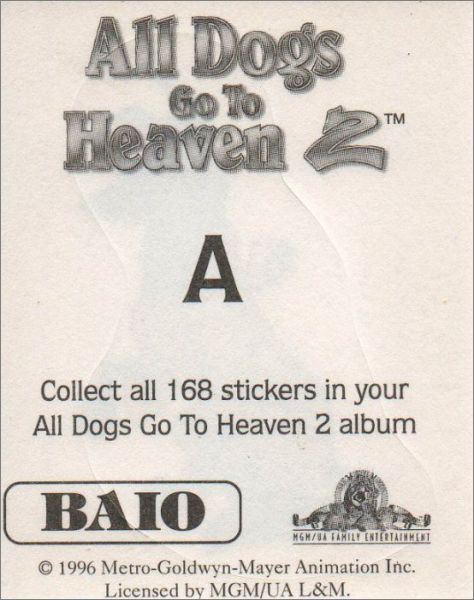 All Dogs
Go To
Heaven 2™
A
Collect all 168 stickers in your
All Dogs Go To Heaven 2 album
BAIO
MGM/UA FAMILY ENTERTAINMENT
© 1996 Metro-Goldwyn-Mayer Animation Inc.
Licensed by MGM/UA L&M.